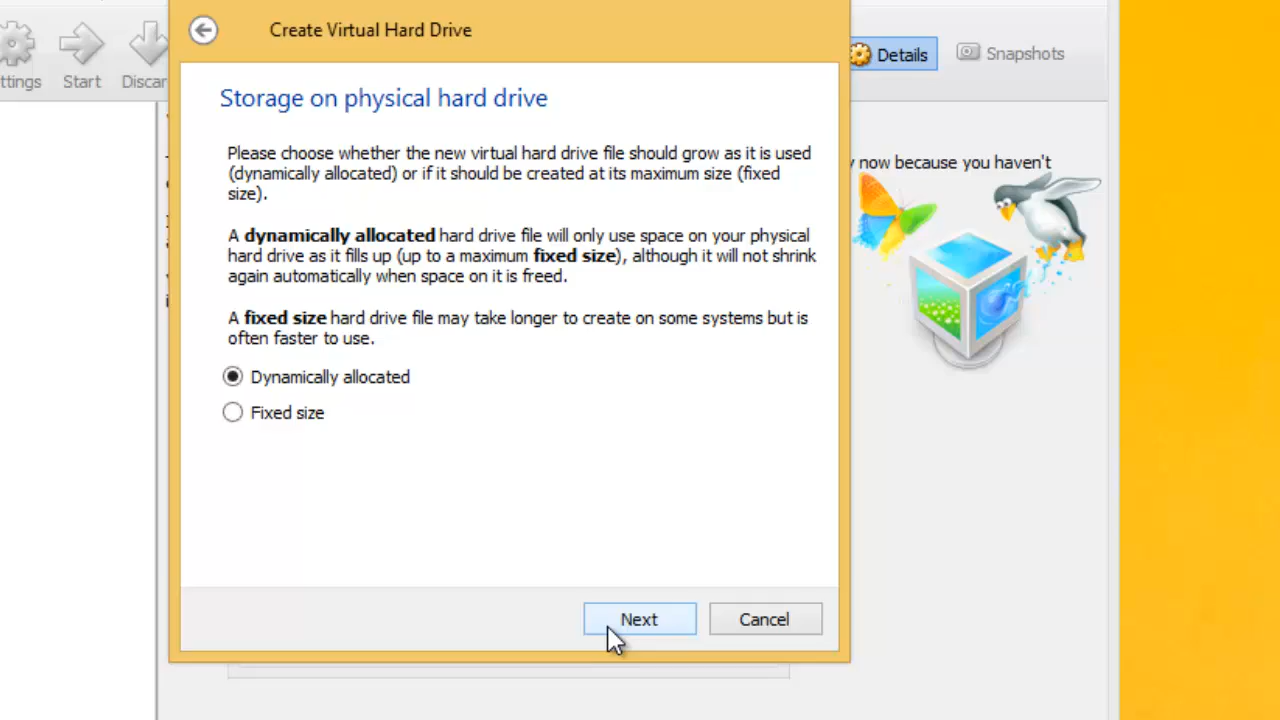 Create Virtual Hard Drive
ttings
Start
Discar
Details
Snapshots
Storage on physical hard drive
Please choose whether the new virtual hard drive file should grow as it is used
(dynamically allocated) or if it should be created at its maximum size (fixed
size).
now because you haven't
A dynamically allocated hard drive file will only use space on your physical
hard drive as it fills up (up to a maximum fixed size), although it will not shrink
again automatically when space on it is freed.
A fixed size hard drive file may take longer to create on some systems but is
often faster to use.
Dynamically allocated
Fixed size
Next
Cancel